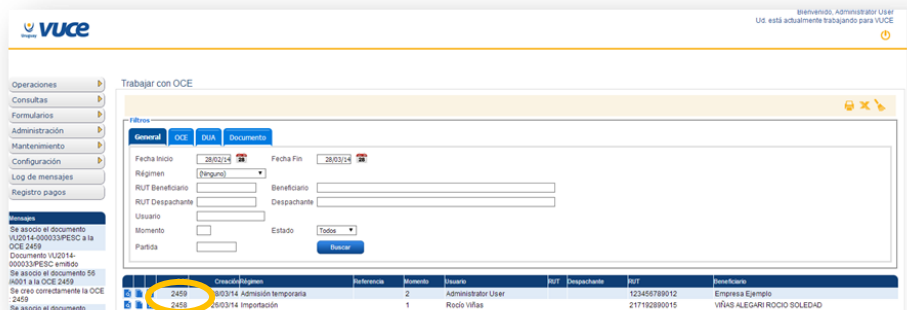 Bienvenido, Administrator User
Ud. está actualmente trabajando para VUCE
vuce
Uruguay
Operaciones
Consultas
Formularios
Administración
Mantenimiento
Configuración
Log de mensajes
Registro pagos
Mensajes
Se asocio el documento
VU2014-000033/PESC a la
OCE 2459
Documento VU2014-
000033/PESC emitido
Se asocio el documento 56
/A001 a la OCE 2459
Se creo correctamente la OCE
: 2459
Se asocio el documento
Trabajar con OCE
Filtros
General OCE DUA Documento
Fecha Inicio 28/02/14 28 Fecha Fin 28/03/14 28
Régimen (Ninguno)
RUT Beneficiario Beneficiario
RUT Despachante Despachante
Usuario
Momento Estado Todos
Partida Buscar
Creación Régimen Referencia Momento Usuario RUT Despachante RUT Beneficiario
2459 28/03/14 Admisión temporaria 2 Administrator User 123456789012 Empresa Ejemplo
2458 26/03/14 Importación 1 Rocío Viñas 217192890015 VIÑAS ALEGARI ROCIO SOLEDAD